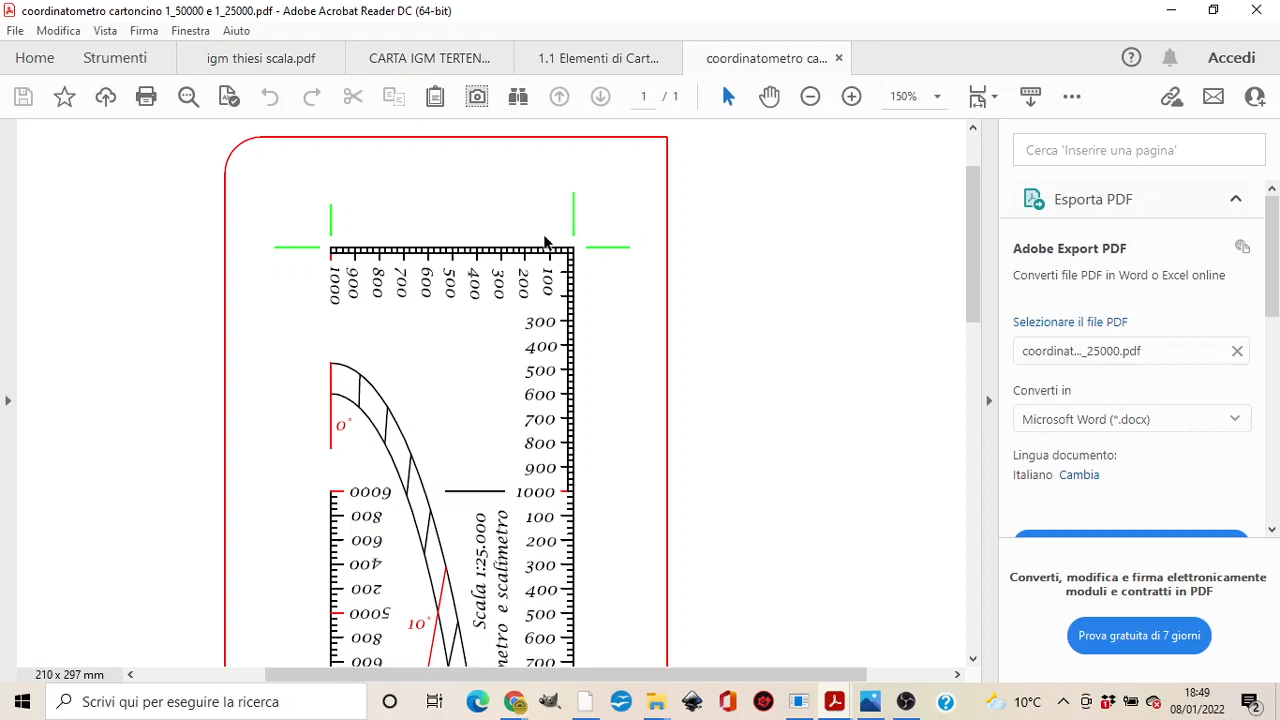 coordinatometro cartoncino 1_50000 e 1_25000.pdf - Adobe Acrobat Reader DC (64-bit)
File Modifica Vista Firma Finestra Aiuto
Home Strumenti igm thiesi scala.pdf CARTA IGM TERTEN... 1.1 Elementi di Cart... coordinatometro ca... Accedi
1 / 1 150%
Cerca 'Inserire una pagina'
Esporta PDF
Adobe Export PDF
Converti file PDF in Word o Excel online
Selezionare il file PDF
coordinat..._25000.pdf
Converti in
Microsoft Word (*.docx)
Lingua documento:
Italiano Cambia
Converti, modifica e firma elettronicamente
moduli e contratti in PDF
Prova gratuita di 7 giorni
1000 900 800 700 600 500 400 300 200 100
300
400
500
600
700
800
900
1000
100
200
300
400
500
600
700
0°
10°
6000
800
600
400
200
5000
800
600
Scala 1:25.000
metro e scalimetro
210 x 297 mm
Scrivi qui per eseguire la ricerca
10°C
18:49
08/01/2022
2